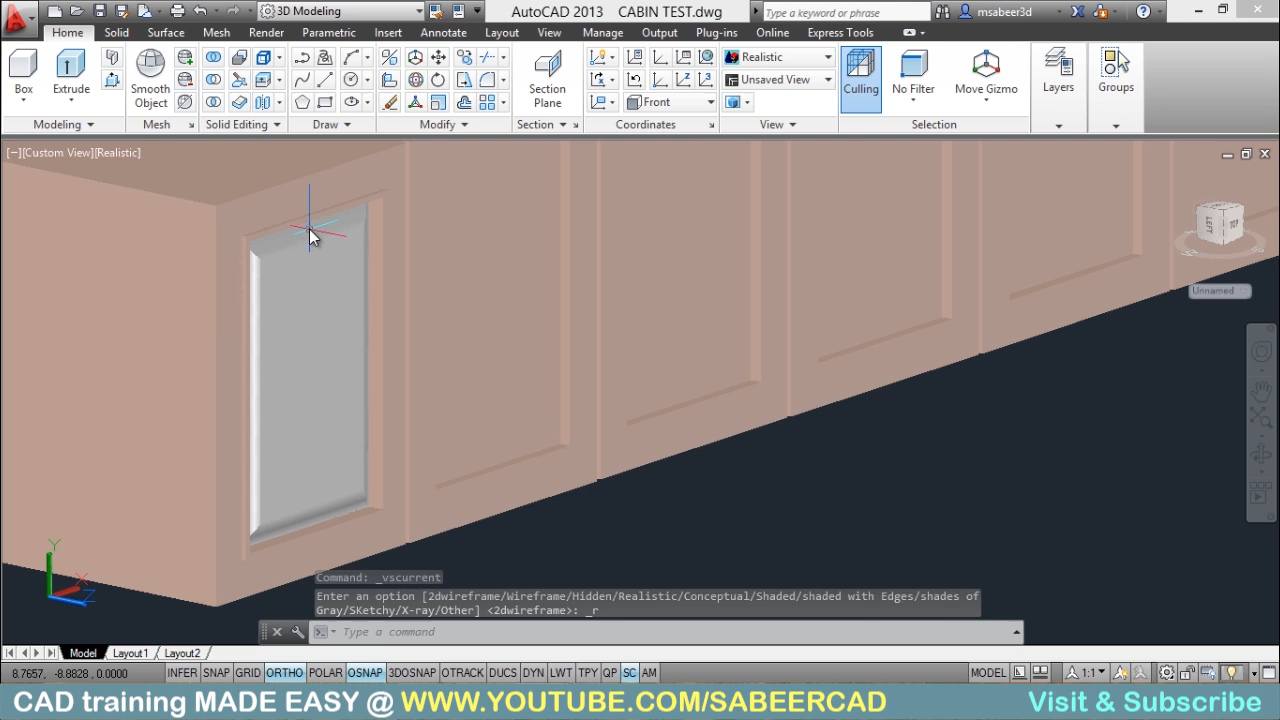 3D Modeling
AutoCAD 2013 CABIN TEST.dwg
Type a keyword or phrase
msabeer3d
Home Solid Surface Mesh Render Parametric Insert Annotate Layout View Manage Output Plug-ins Online Express Tools
Box
Extrude
Smooth Object
Section Plane
Realistic
Unsaved View
Front
Culling
No Filter
Move Gizmo
Layers
Groups
Modeling Mesh Solid Editing Draw Modify Section Coordinates View Selection
[−][Custom View][Realistic]
LEFT
Unnamed
Y
X
Z
Command: _vscurrent
Enter an option [2dwireframe/Wireframe/Hidden/Realistic/Conceptual/Shaded/shaded with Edges/shades of
Gray/SKetchy/X-ray/Other] <2dwireframe>: _r
Type a command
Model Layout1 Layout2
8.7657, -8.8828, 0.0000 INFER SNAP GRID ORTHO POLAR OSNAP 3DOSNAP OTRACK DUCS DYN LWT TPY QP SC AM MODEL 1:1
CAD training MADE EASY @ WWW.YOUTUBE.COM/SABEERCAD Visit & Subscribe